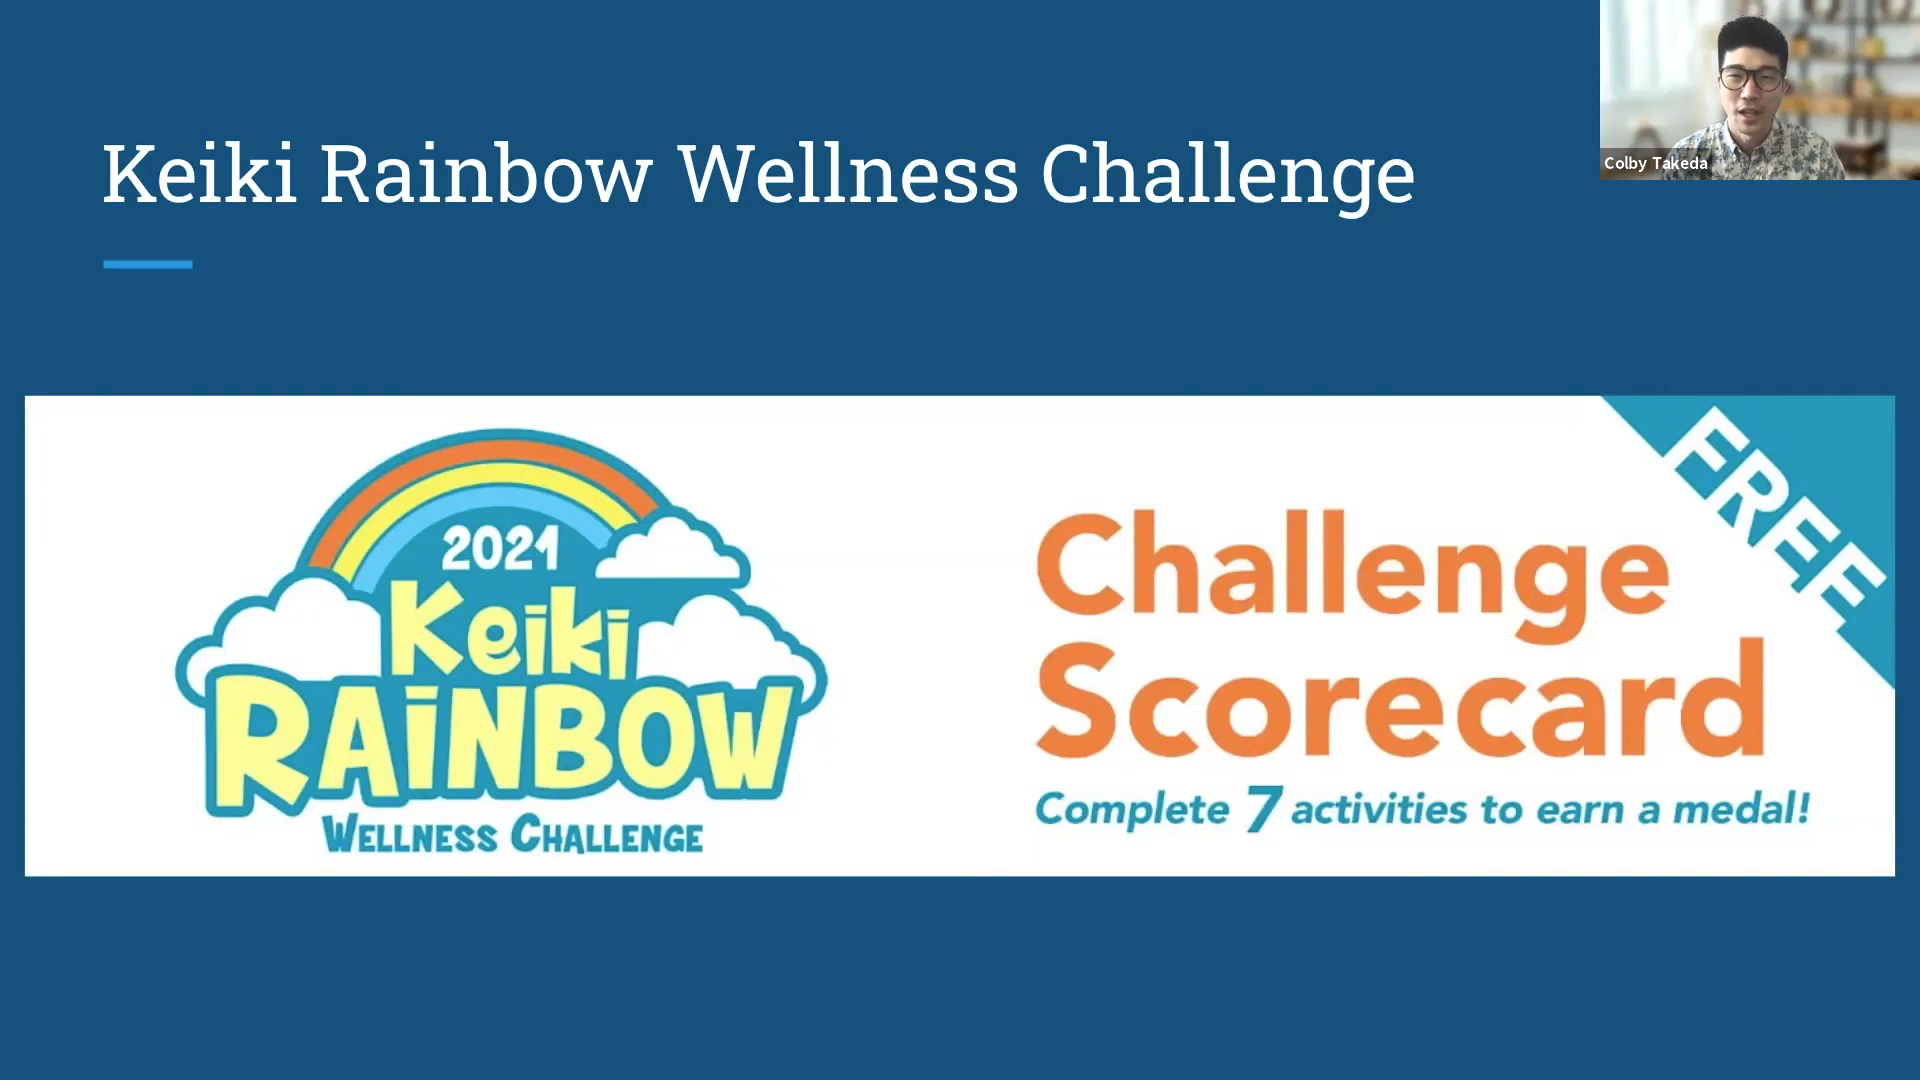 Keiki Rainbow Wellness Challenge
Colby Takeda
2021
Keiki
RAiNBOW
WELLNESS CHALLENGE
FREE
Challenge
Scorecard
Complete 7 activities to earn a medal!